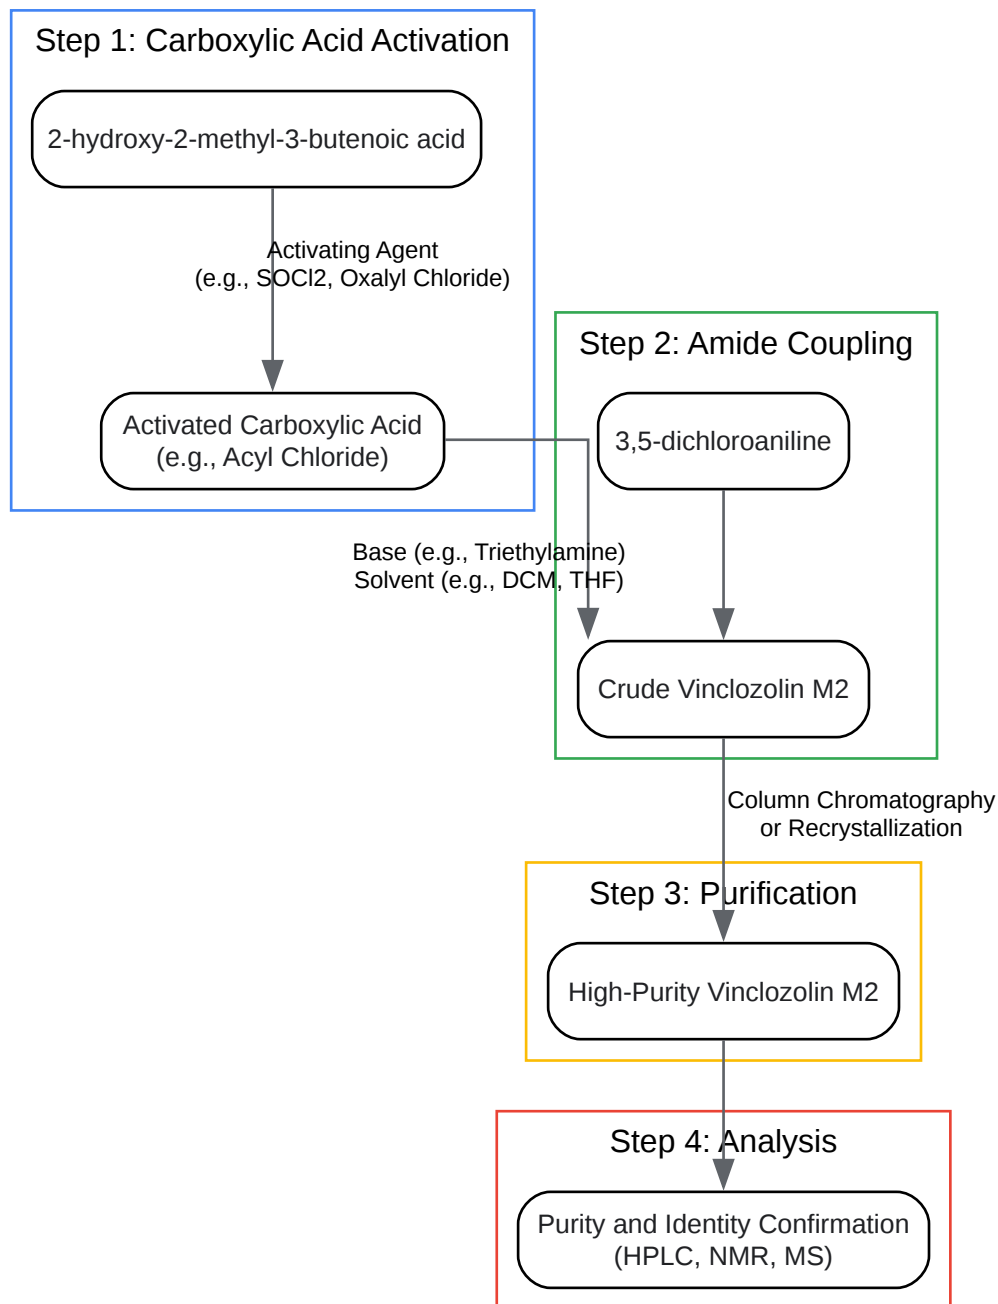 Step 1: Carboxylic Acid Activation
2-hydroxy-2-methyl-3-butenoic acid
Activating Agent
(e.g., SOCl2, Oxalyl Chloride)
Activated Carboxylic Acid
(e.g., Acyl Chloride)
Step 2: Amide Coupling
3,5-dichloroaniline
Base (e.g., Triethylamine)
Solvent (e.g., DCM, THF)
Crude Vinclozolin M2
Column Chromatography
or Recrystallization
Step 3: Purification
High-Purity Vinclozolin M2
Step 4: Analysis
Purity and Identity Confirmation
(HPLC, NMR, MS)